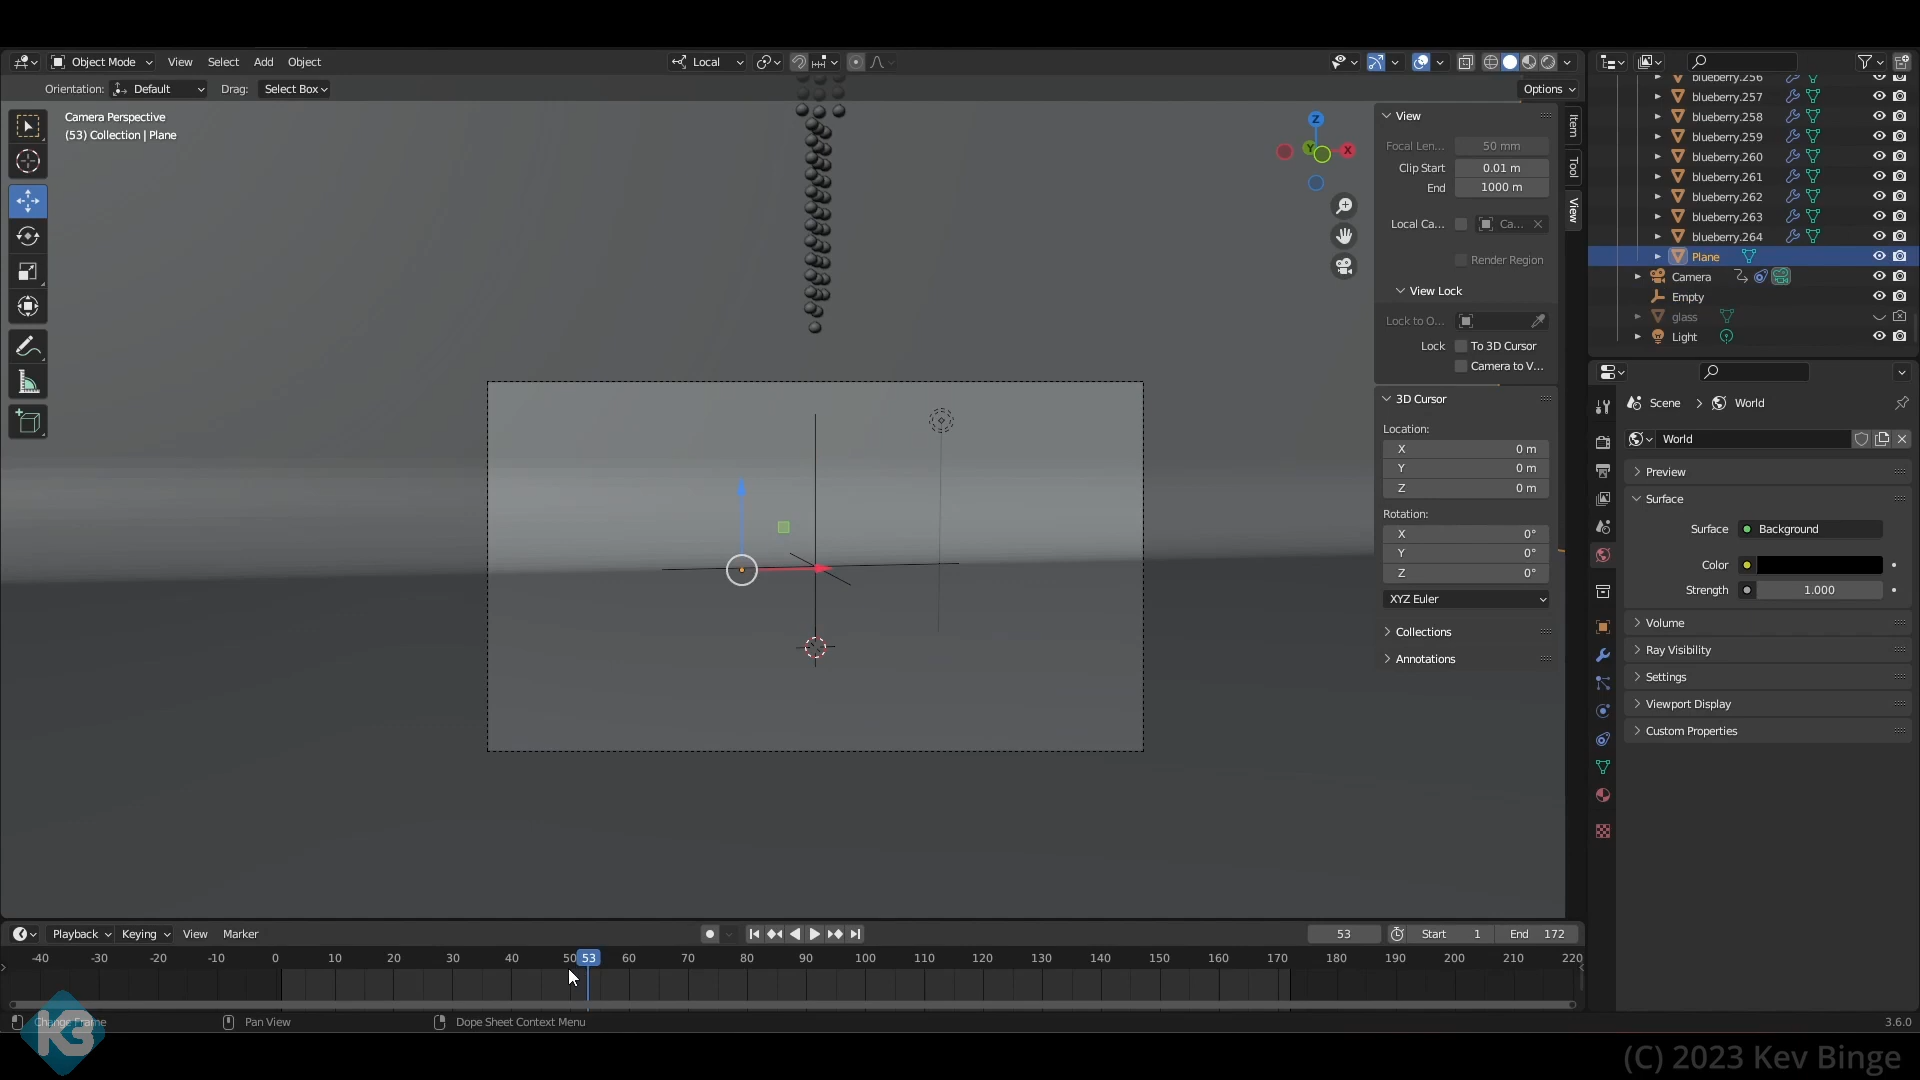 Object Mode View Select Add Object Local
Orientation: Default Drag: Select Box Options
Camera Perspective
(53) Collection | Plane
Z
Y
X
Item
Tool
View
View
Focal Len... 50 mm
Clip Start 0.01 m
End 1000 m
Local Ca... Ca...
Render Region
View Lock
Lock to O...
Lock To 3D Cursor
Camera to V...
3D Cursor
Location:
X 0 m
Y 0 m
Z 0 m
Rotation:
X 0°
Y 0°
Z 0°
XYZ Euler
Collections
Annotations
blueberry.256
blueberry.257
blueberry.258
blueberry.259
blueberry.260
blueberry.261
blueberry.262
blueberry.263
blueberry.264
Plane
Camera
Empty
glass
Light
Scene World
World
Preview
Surface
Surface Background
Color
Strength 1.000
Volume
Ray Visibility
Settings
Viewport Display
Custom Properties
Playback Keying View Marker 53 Start 1 End 172
-40 -30 -20 -10 0 10 20 30 40 50 53 60 70 80 90 100 110 120 130 140 150 160 170 180 190 200 210 220
Change Frame Pan View Dope Sheet Context Menu 3.6.0
K3
(C) 2023 Kev Binge